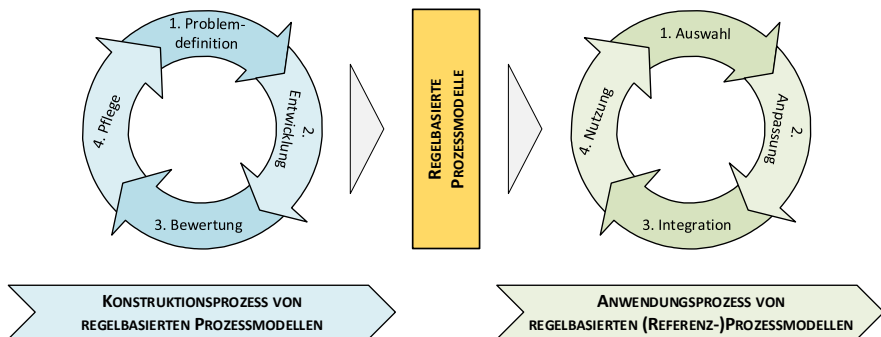 1. Problem-
definition
2.
Entwicklung
3. Bewertung
4. Pflege
REGELBASIERTE
PROZESSMODELLE
1. Auswahl
2.
Anpassung
3. Integration
4. Nutzung
KONSTRUKTIONSPROZESS VON
REGELBASIERTEN PROZESSMODELLEN
ANWENDUNGSPROZESS VON
REGELBASIERTEN (REFERENZ-)PROZESSMODELLEN